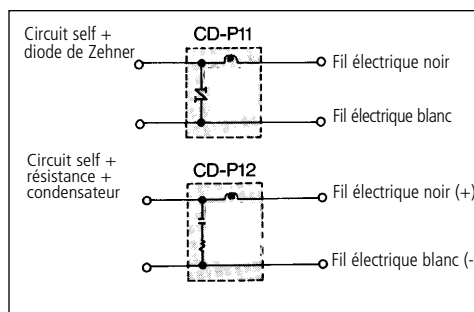 Circuit self +
diode de Zehner
CD-P11
Fil électrique noir
Fil électrique blanc
Circuit self +
résistance +
condensateur
CD-P12
Fil électrique noir (+)
Fil électrique blanc (-